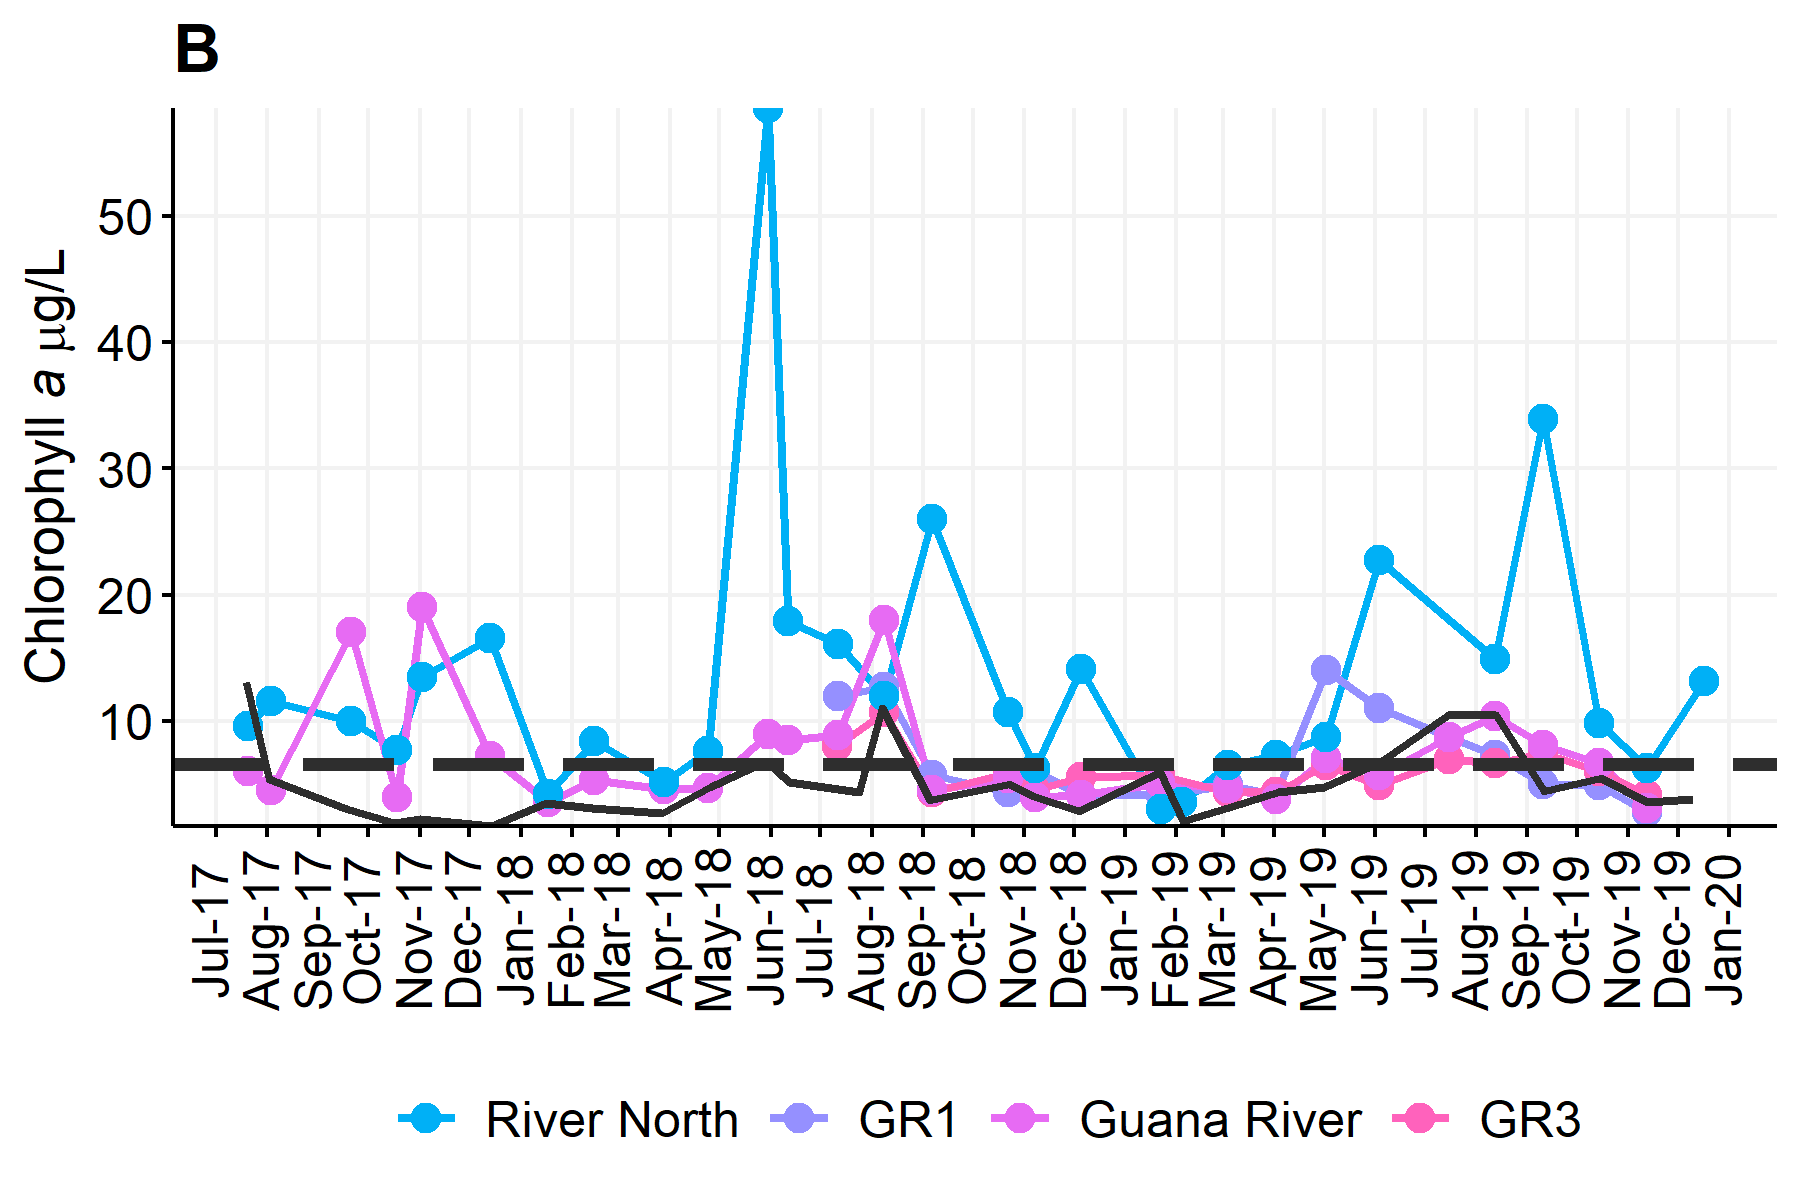 B
Chlorophyll a µg/L
50
40
30
20
10
Jul-17
Aug-17
Sep-17
Oct-17
Nov-17
Dec-17
Jan-18
Feb-18
Mar-18
Apr-18
May-18
Jun-18
Jul-18
Aug-18
Sep-18
Oct-18
Nov-18
Dec-18
Jan-19
Feb-19
Mar-19
Apr-19
May-19
Jun-19
Jul-19
Aug-19
Sep-19
Oct-19
Nov-19
Dec-19
Jan-20
River North GR1 Guana River GR3